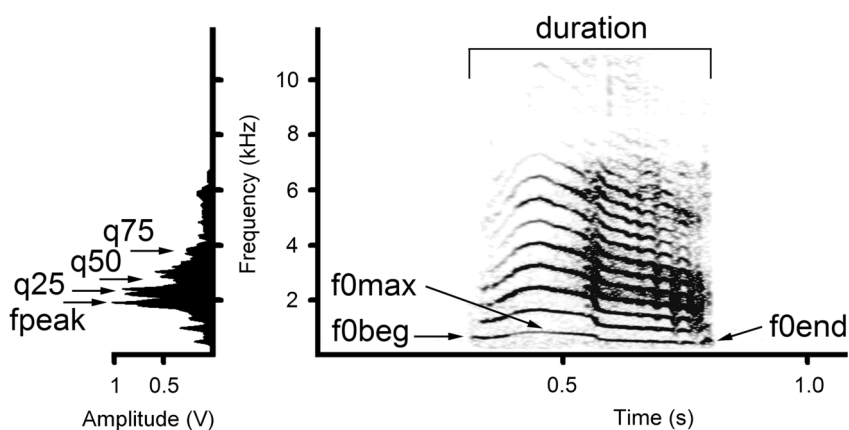 duration
10
8
6
4
2
Frequency (kHz)
q75
q50
q25
fpeak
f0max
f0beg
f0end
1 0.5
0.5 1.0
Amplitude (V)
Time (s)